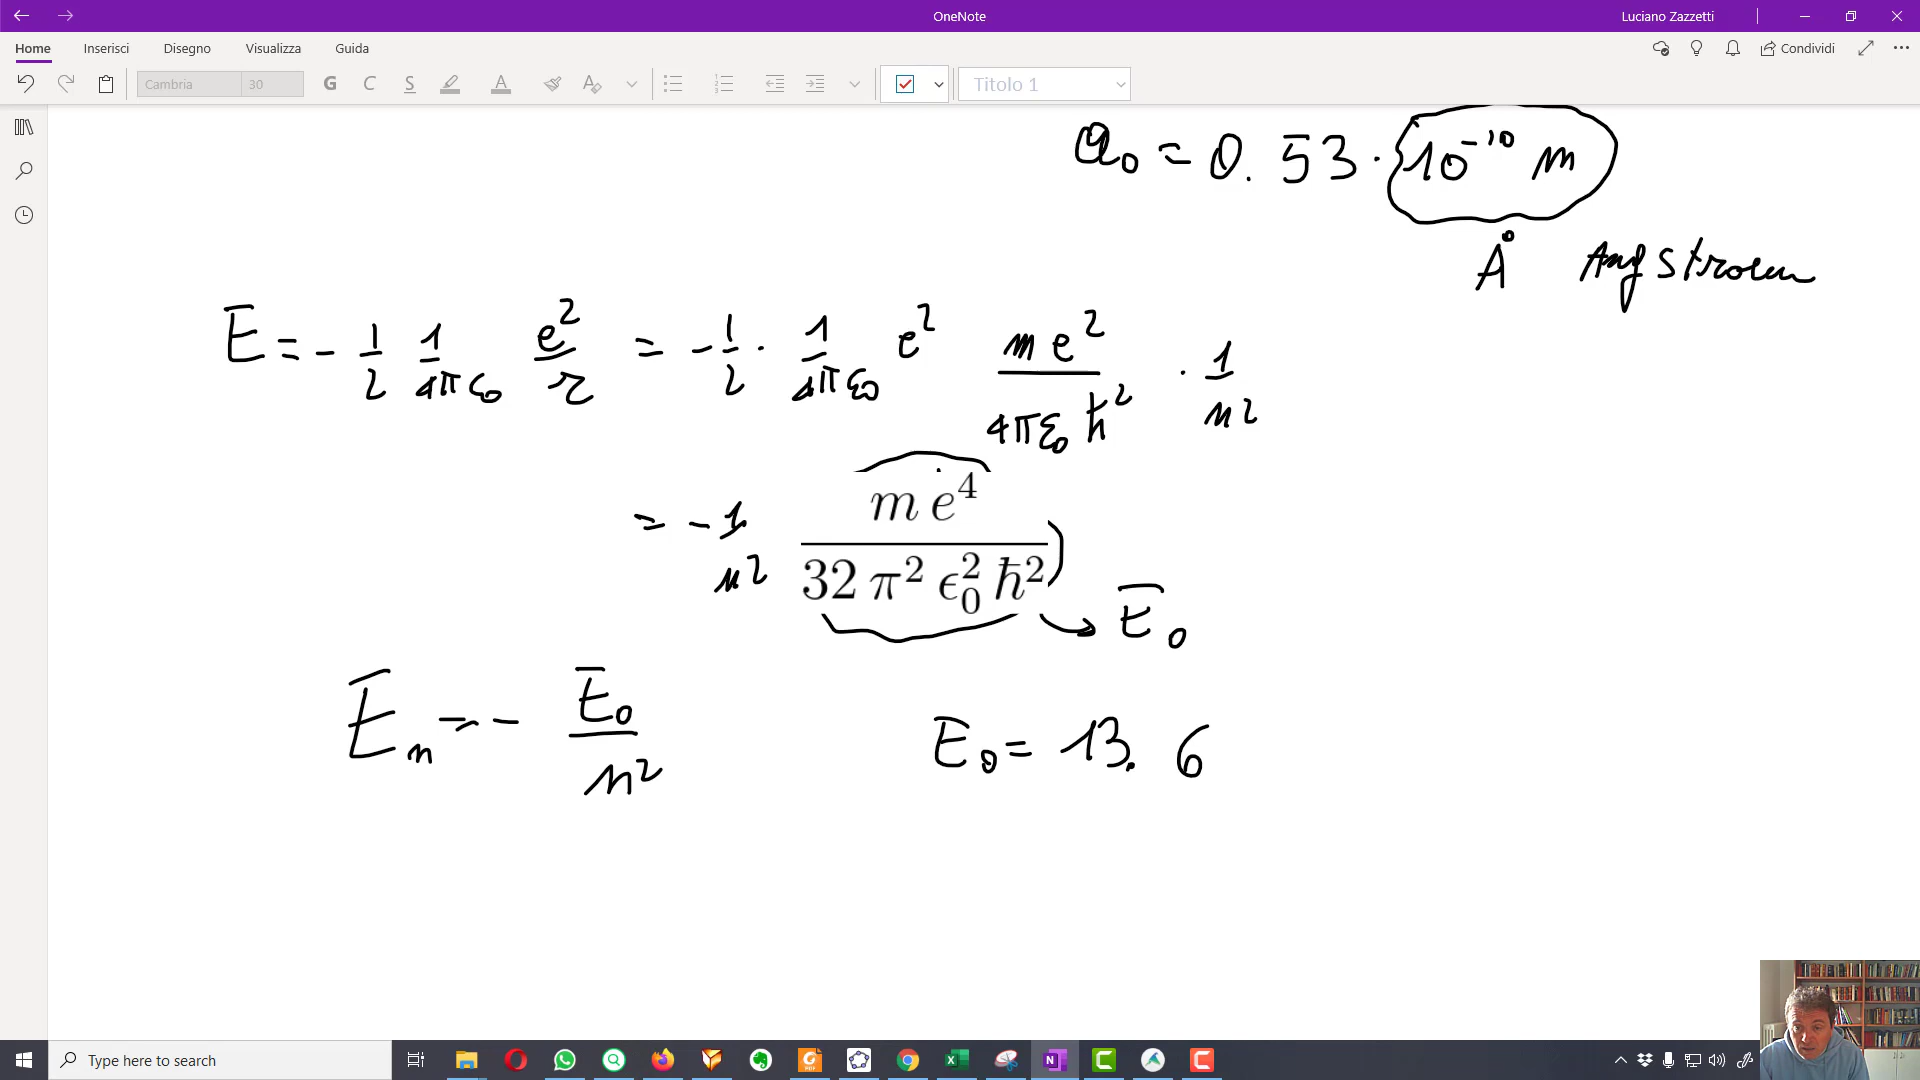 OneNote
Luciano Zazzetti
Home Inserisci Disegno Visualizza Guida
Condividi
Cambria 30 G C S A A Titolo 1
a₀ = 0.53 · 10⁻¹⁰ m
Å Angstroem
E = - 1/2 1/4πε₀ e²/r = - 1/2 · 1/4πε₀ e² me²/4πε₀ħ² · 1/n²
= - 1/n² m e⁴/32 π² ϵ₀² ħ² → E₀
Eₙ = - E₀/n² E₀ = 13.6
Type here to search